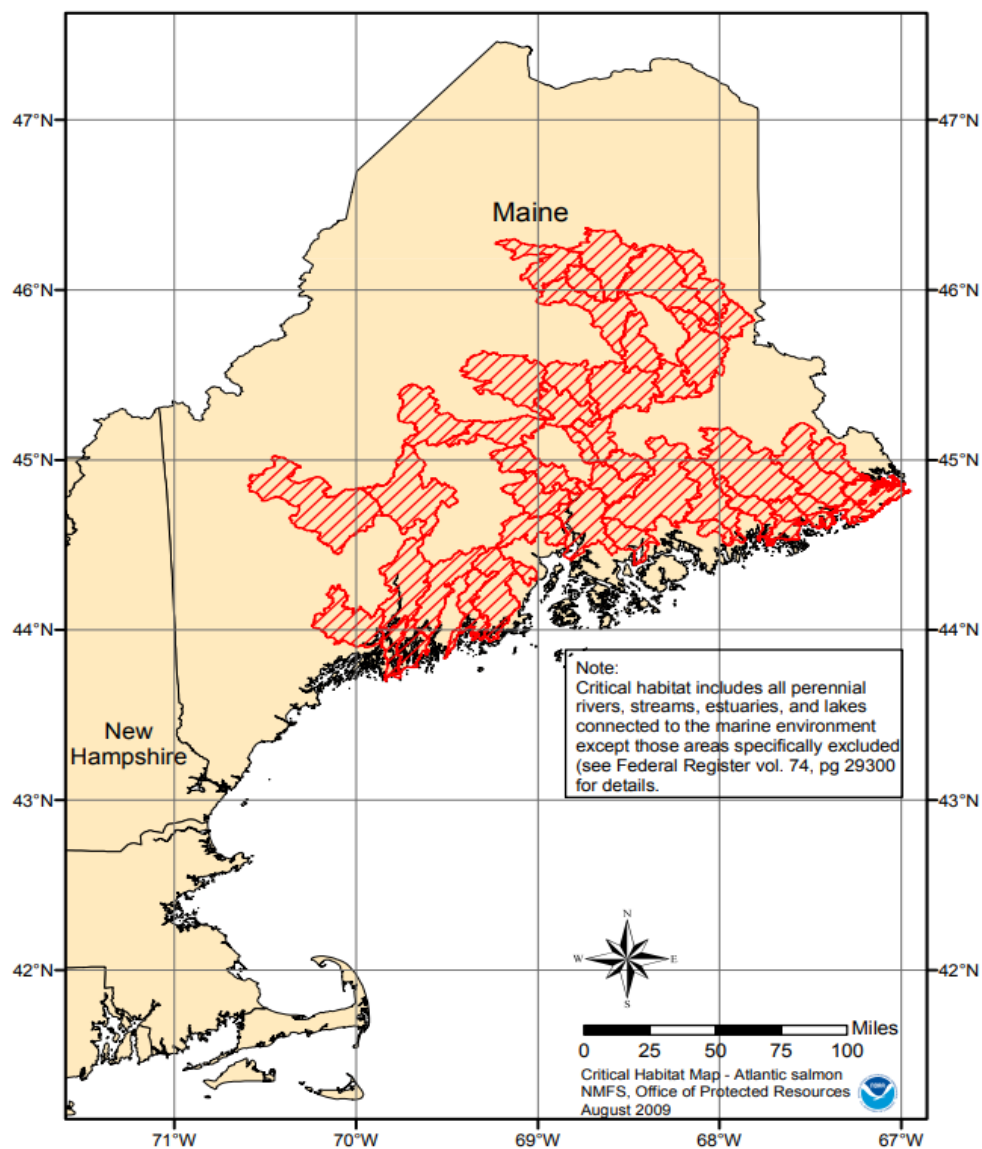 47°N
47°N
Maine
46°N
46°N
45°N
45°N
44°N
44°N
Note:
Critical habitat includes all perennial
rivers, streams, estuaries, and lakes
connected to the marine environment
except those areas specifically excluded
(see Federal Register vol. 74, pg 29300
for details.
New
Hampshire
43°N
43°N
N
W
E
S
42°N
42°N
Miles
0 25 50 75 100
Critical Habitat Map - Atlantic salmon
NMFS, Office of Protected Resources
August 2009
NOAA
71°W 70°W 69°W 68°W 67°W